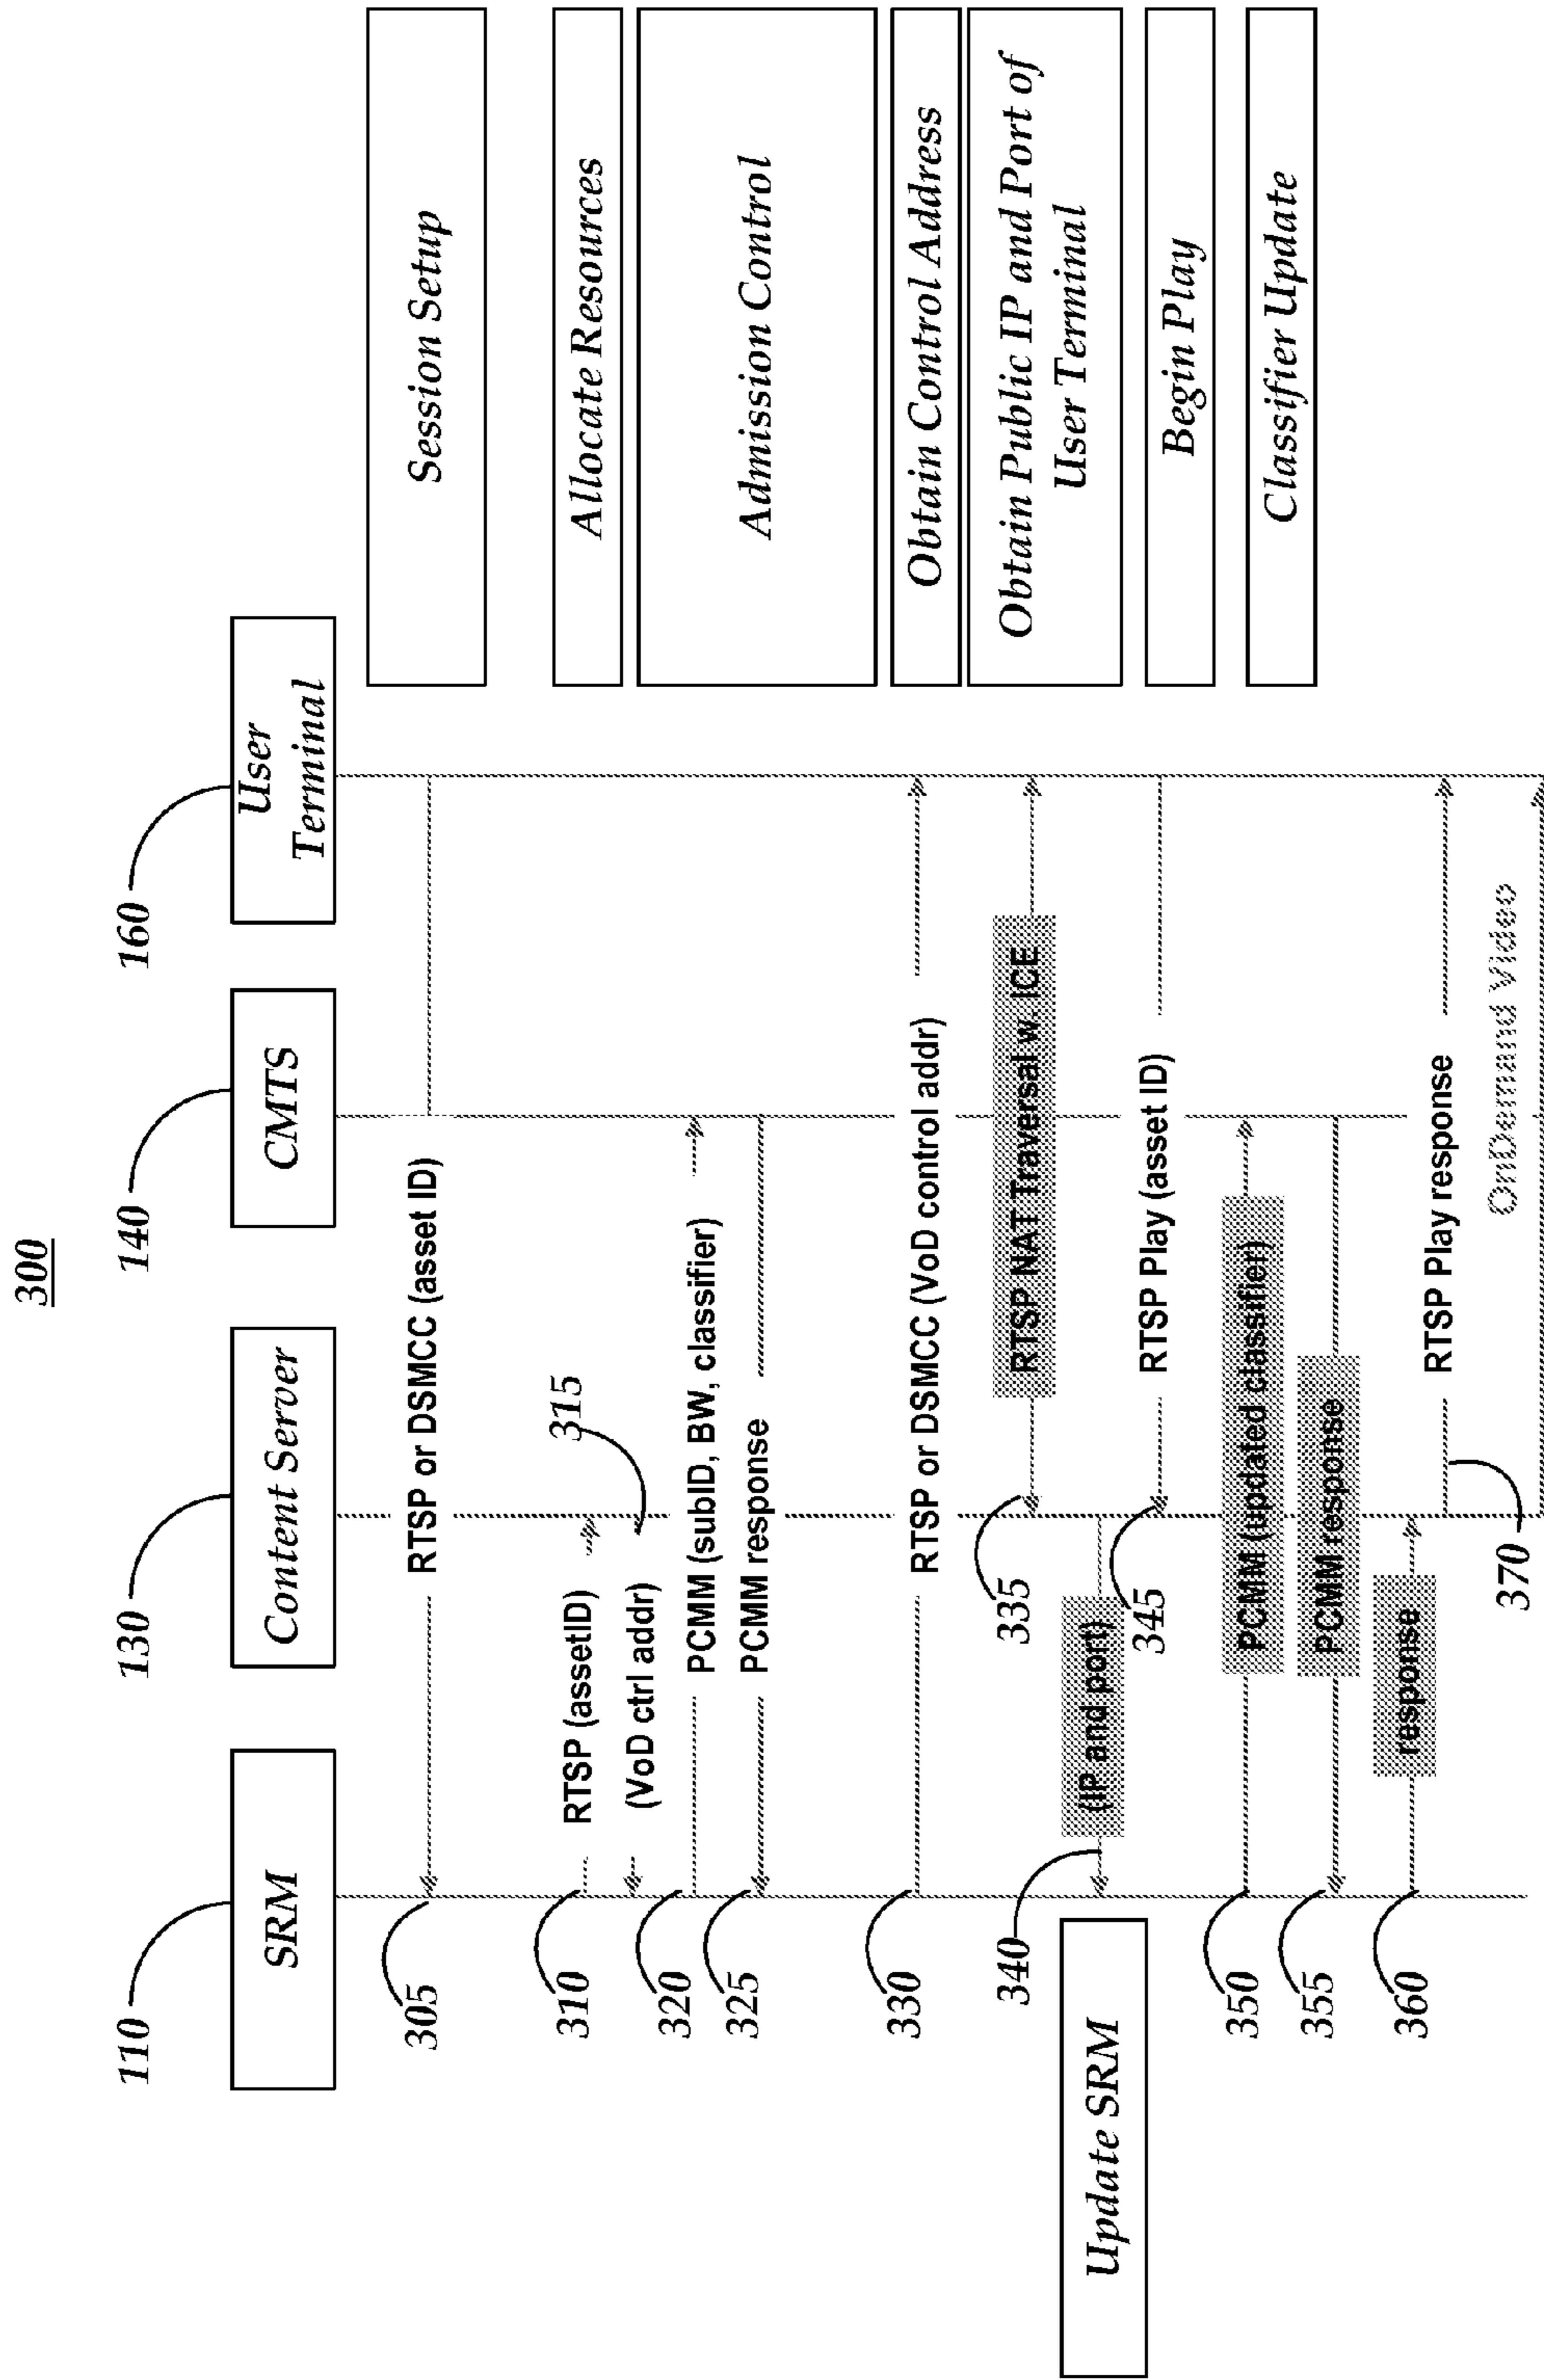 300
110
130
140
160
SRM
Content Server
CMTS
User
Terminal
RTSP or DSMCC (asset ID)
Session Setup
305
RTSP (assetID)
Allocate Resources
310
(VoD ctrl addr)
315
PCMM (subID, BW, classifier)
Admission Control
320
PCMM response
325
RTSP or DSMCC (VoD control addr)
Obtain Control Address
330
RTSP NAT Traversal w. ICE
Obtain Public IP and Port of
User Terminal
335
Update SRM
340
(IP and port)
RTSP Play (asset ID)
Begin Play
345
PCMM (updated classifier)
Classifier Update
350
PCMM response
355
response
360
RTSP Play response
370
OnDemand Video